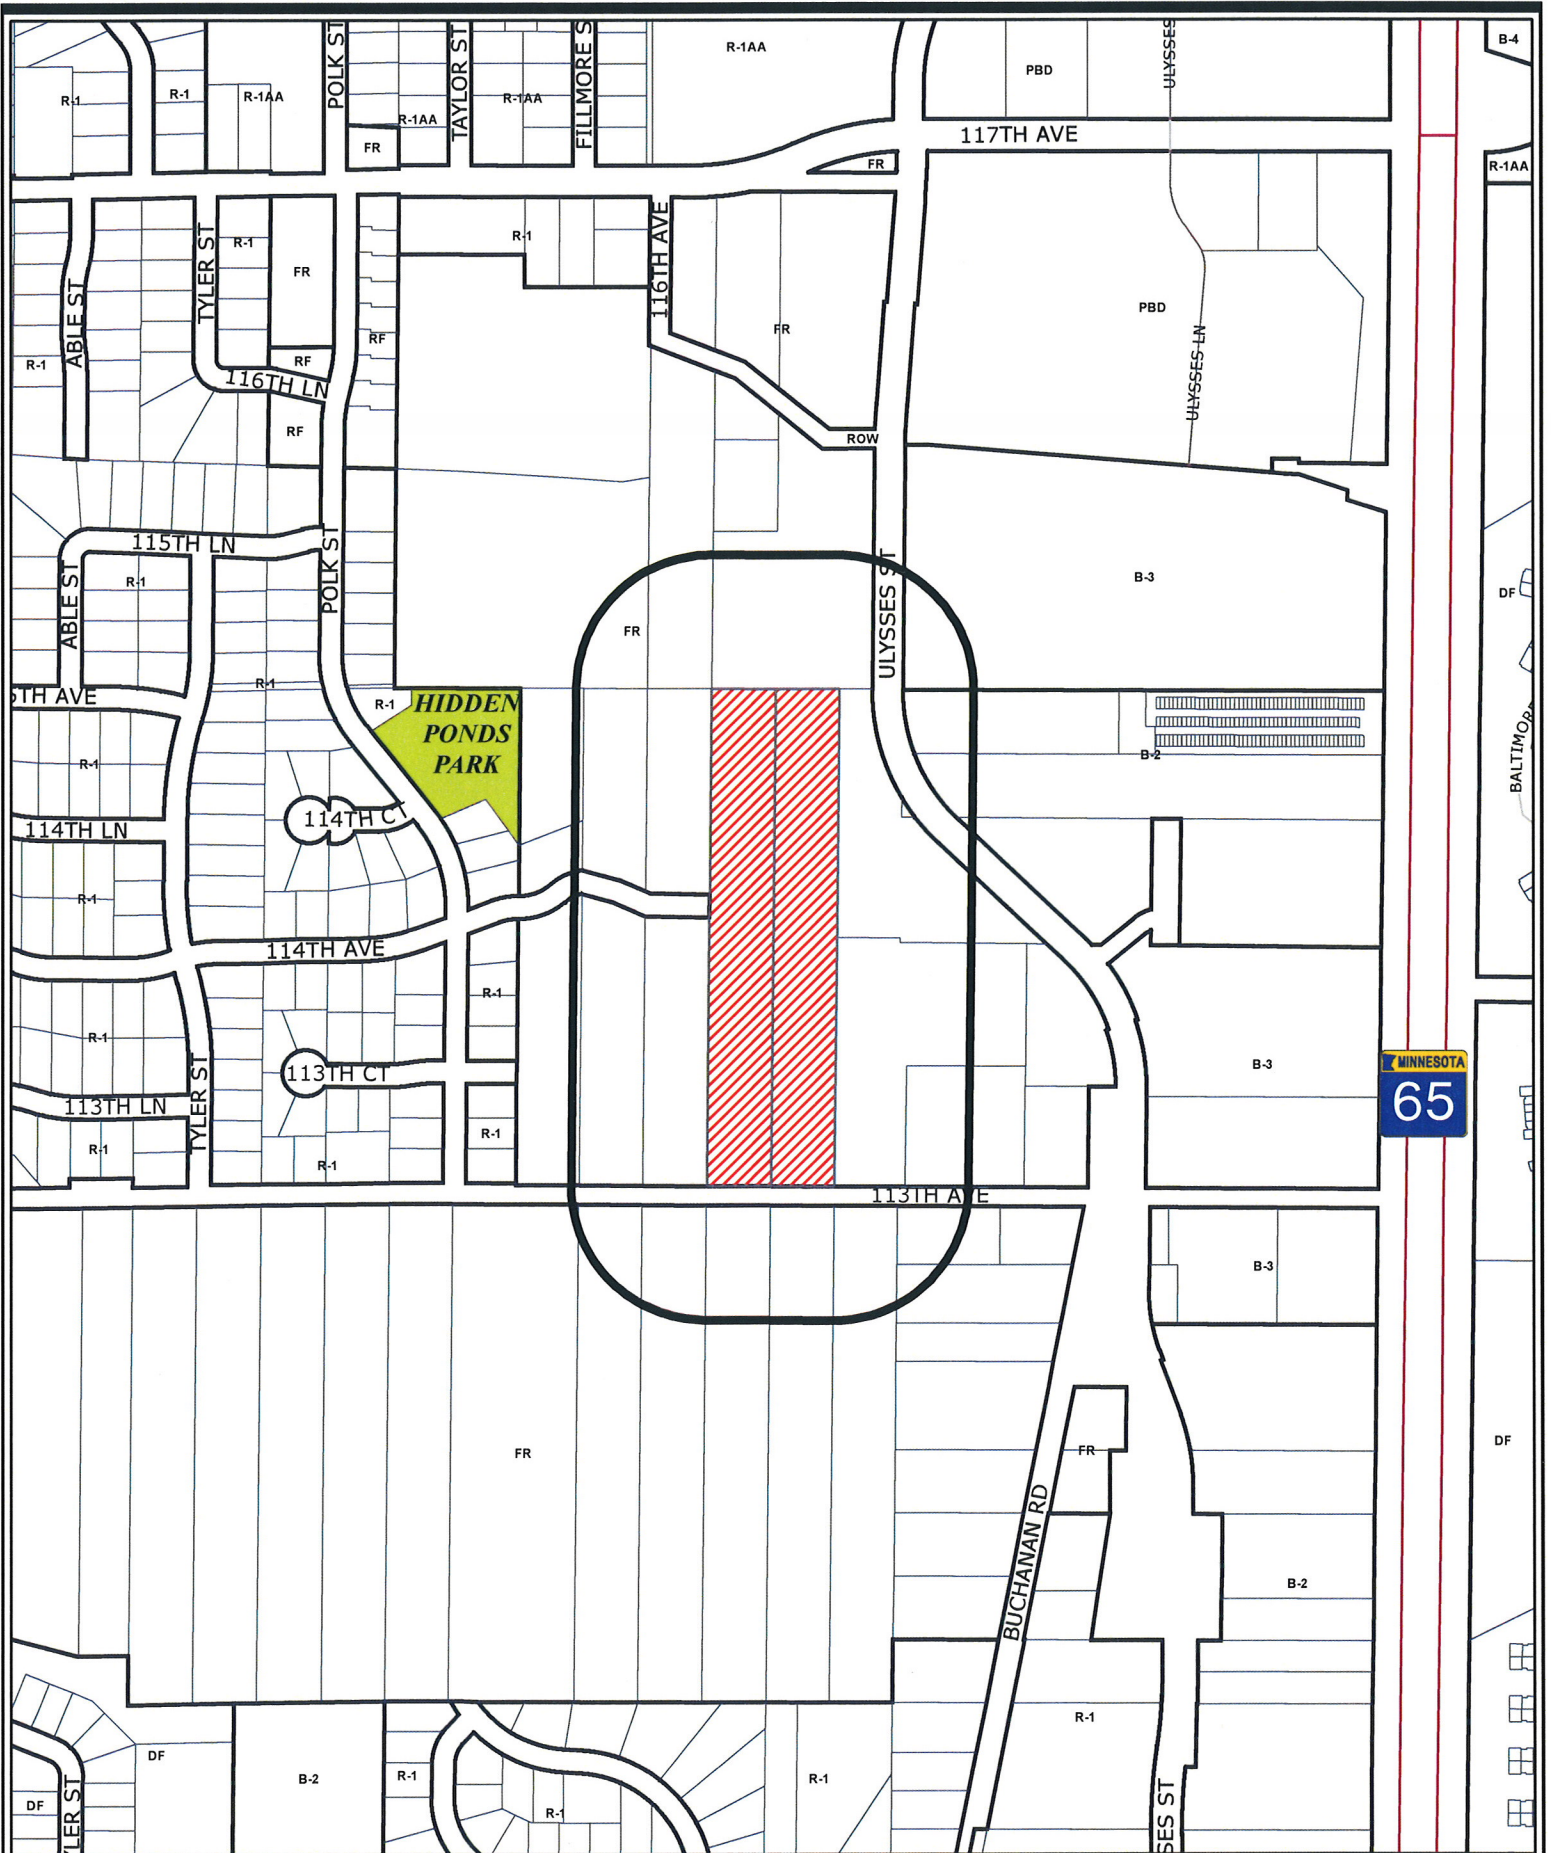 POLK ST
TAYLOR ST
FILLMORE S
R-1AA
ULYSSES
B-4
PBD
R-1
R-1
R-1AA
R-1AA
R-1AA
117TH AVE
FR
FR
R-1AA
TYLER ST
R-1
116TH AVE
R-1
FR
ABLE ST
FR
PBD
RF
R-1
RF
116TH LN
ULYSSES LN
RF
ROW
115TH LN
POLK ST
ULYSSES ST
R-1
B-3
ABLE ST
DF
FR
R-1
5TH AVE
R-1
HIDDEN
PONDS
PARK
BALTIMOR
B-2
R-1
114TH CT
114TH LN
R-1
114TH AVE
R-1
R-1
B-3
MINNESOTA
65
TYLER ST
113TH CT
113TH LN
R-1
R-1
R-1
113TH AVE
B-3
FR
FR
DF
BUCHANAN RD
B-2
R-1
DF
B-2
R-1
R-1
DF
YLER ST
R-1
SES ST